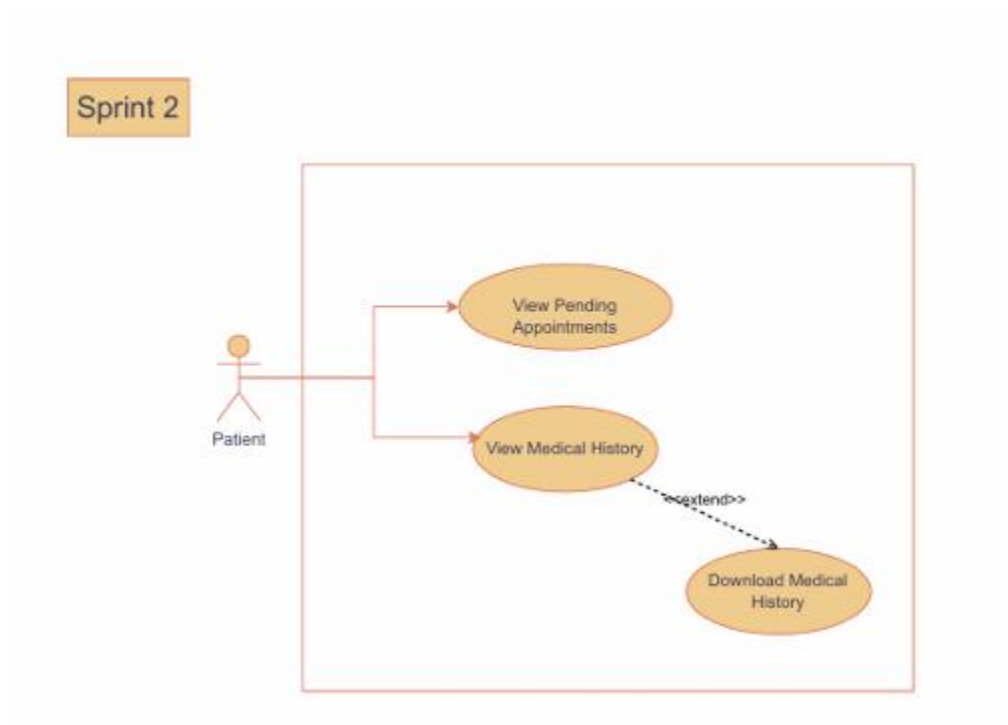 Sprint 2
View Pending
Appointments
Patient
View Medical History
<<extend>>
Download Medical
History